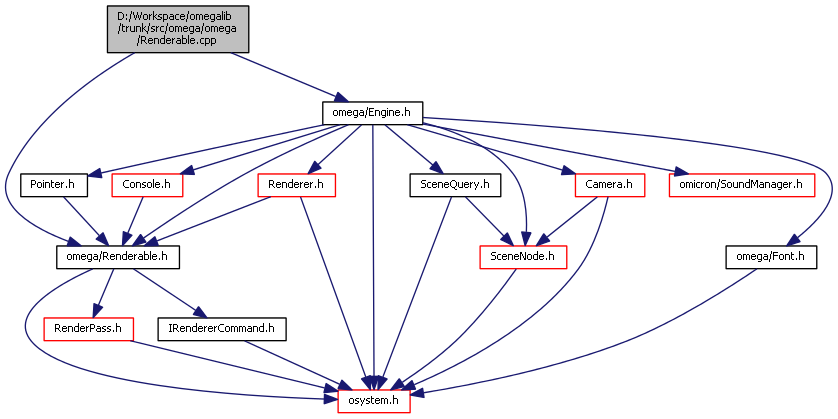 D:/Workspace/omegalib
/trunk/src/omega/omega
/Renderable.cpp
omega/Engine.h
Pointer.h
Console.h
Renderer.h
SceneQuery.h
Camera.h
omicron/SoundManager.h
omega/Renderable.h
SceneNode.h
omega/Font.h
RenderPass.h
IRendererCommand.h
osystem.h